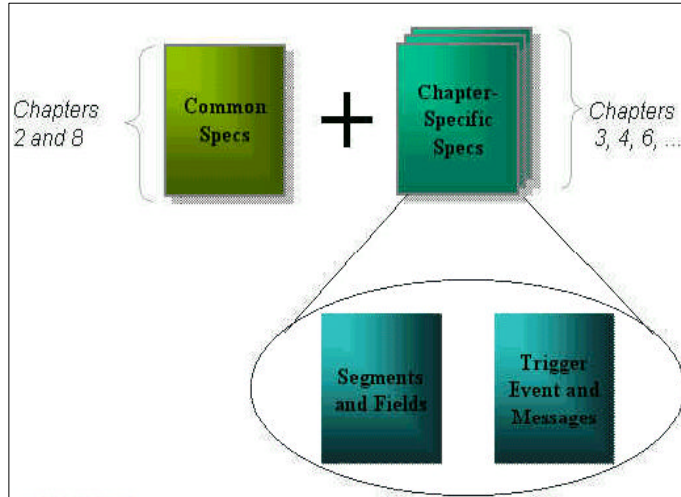 Chapters
2 and 8
Common
Specs
+
Chapter-
Specific
Specs
Chapters
3, 4, 6, ...
Segments
and Fields
Trigger
Event and
Messages